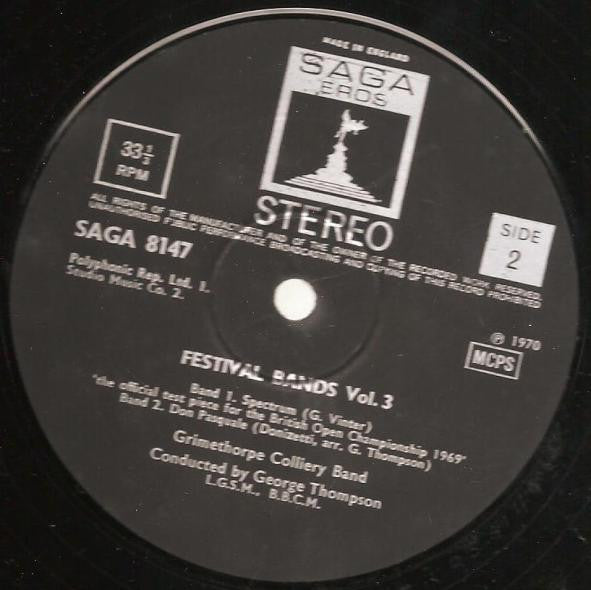 MADE IN ENGLAND
SAGA
EROS
33 1/3
RPM
STEREO
SIDE
2
ALL RIGHTS OF THE MANUFACTURER AND OF THE OWNER OF THE RECORDED WORK RESERVED.
UNAUTHORISED PUBLIC PERFORMANCE BROADCASTING AND COPYING OF THIS RECORD PROHIBITED
SAGA 8147
Polyphonic Rep. Ltd. 1.
Studio Music Co. 2.
℗ 1970
MCPS
FESTIVAL BANDS Vol. 3
Band 1. Spectrum (G. Vinter)
"the official test piece for the British Open Championship 1969"
Band 2. Don Pasquale (Donizetti, arr. G. Thompson)
Grimethorpe Colliery Band
Conducted by George Thompson
L.G.S.M., B.B.C.M.